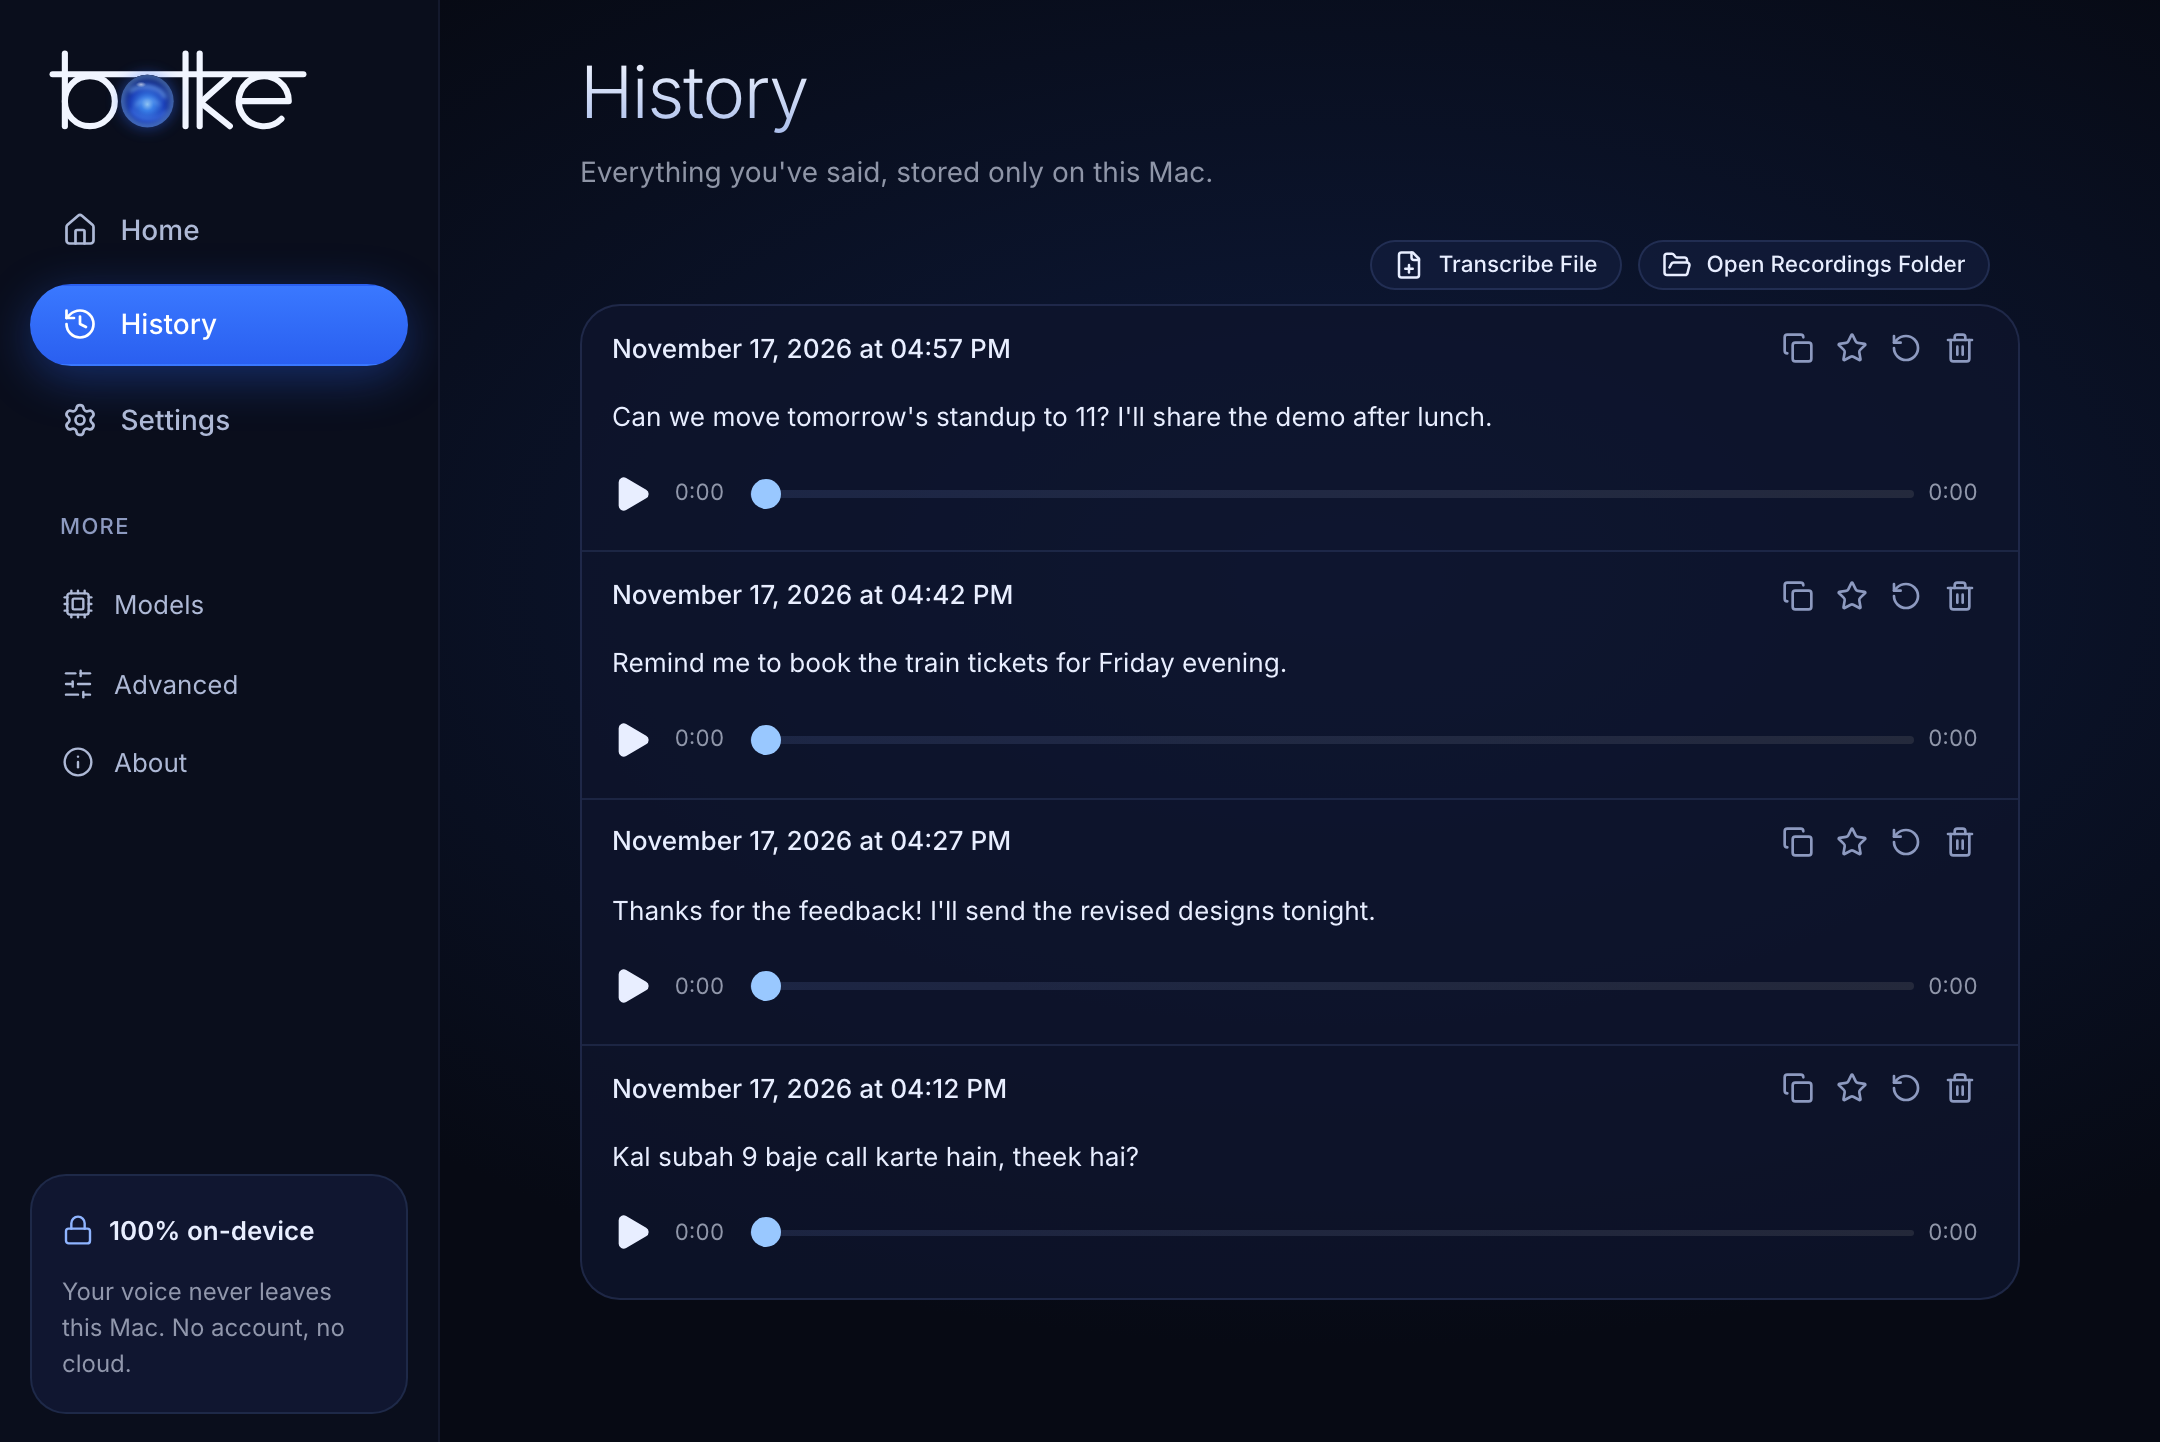 bolke
Home
History
Settings
MORE
Models
Advanced
About
100% on-device
Your voice never leaves
this Mac. No account, no
cloud.
History
Everything you've said, stored only on this Mac.
Transcribe File
Open Recordings Folder
November 17, 2026 at 04:57 PM
Can we move tomorrow's standup to 11? I'll share the demo after lunch.
0:00 0:00
November 17, 2026 at 04:42 PM
Remind me to book the train tickets for Friday evening.
0:00 0:00
November 17, 2026 at 04:27 PM
Thanks for the feedback! I'll send the revised designs tonight.
0:00 0:00
November 17, 2026 at 04:12 PM
Kal subah 9 baje call karte hain, theek hai?
0:00 0:00